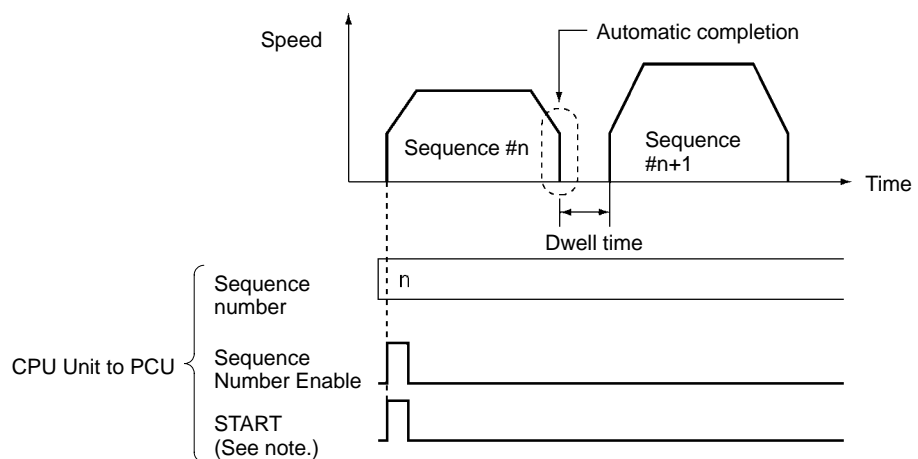 Speed
Automatic completion
Sequence #n
Sequence
#n+1
Time
Dwell time
CPU Unit to PCU
Sequence
number
n
Sequence
Number Enable
START
(See note.)